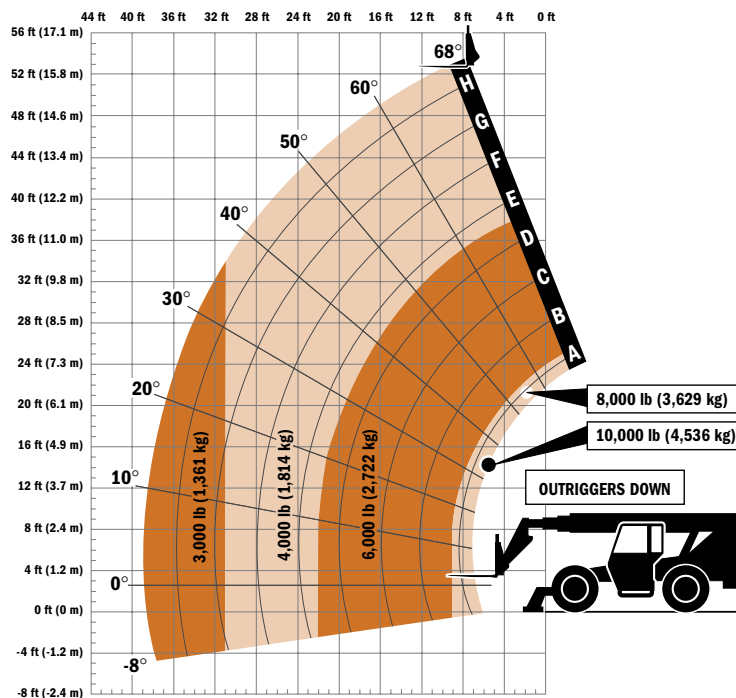 44 ft 40 ft 36 ft 32 ft 28 ft 24 ft 20 ft 16 ft 12 ft 8 ft 4 ft 0 ft
56 ft (17.1 m)
68°
52 ft (15.8 m)
H
60°
48 ft (14.6 m)
G
50°
44 ft (13.4 m)
F
40 ft (12.2 m)
E
40°
36 ft (11.0 m)
D
32 ft (9.8 m)
C
30°
28 ft (8.5 m)
B
24 ft (7.3 m)
A
20°
8,000 lb (3,629 kg)
20 ft (6.1 m)
10,000 lb (4,536 kg)
16 ft (4.9 m)
3,000 lb (1,361 kg)
4,000 lb (1,814 kg)
6,000 lb (2,722 kg)
10°
12 ft (3.7 m)
OUTRIGGERS DOWN
8 ft (2.4 m)
4 ft (1.2 m)
0°
0 ft (0 m)
-4 ft (-1.2 m)
-8°
-8 ft (-2.4 m)